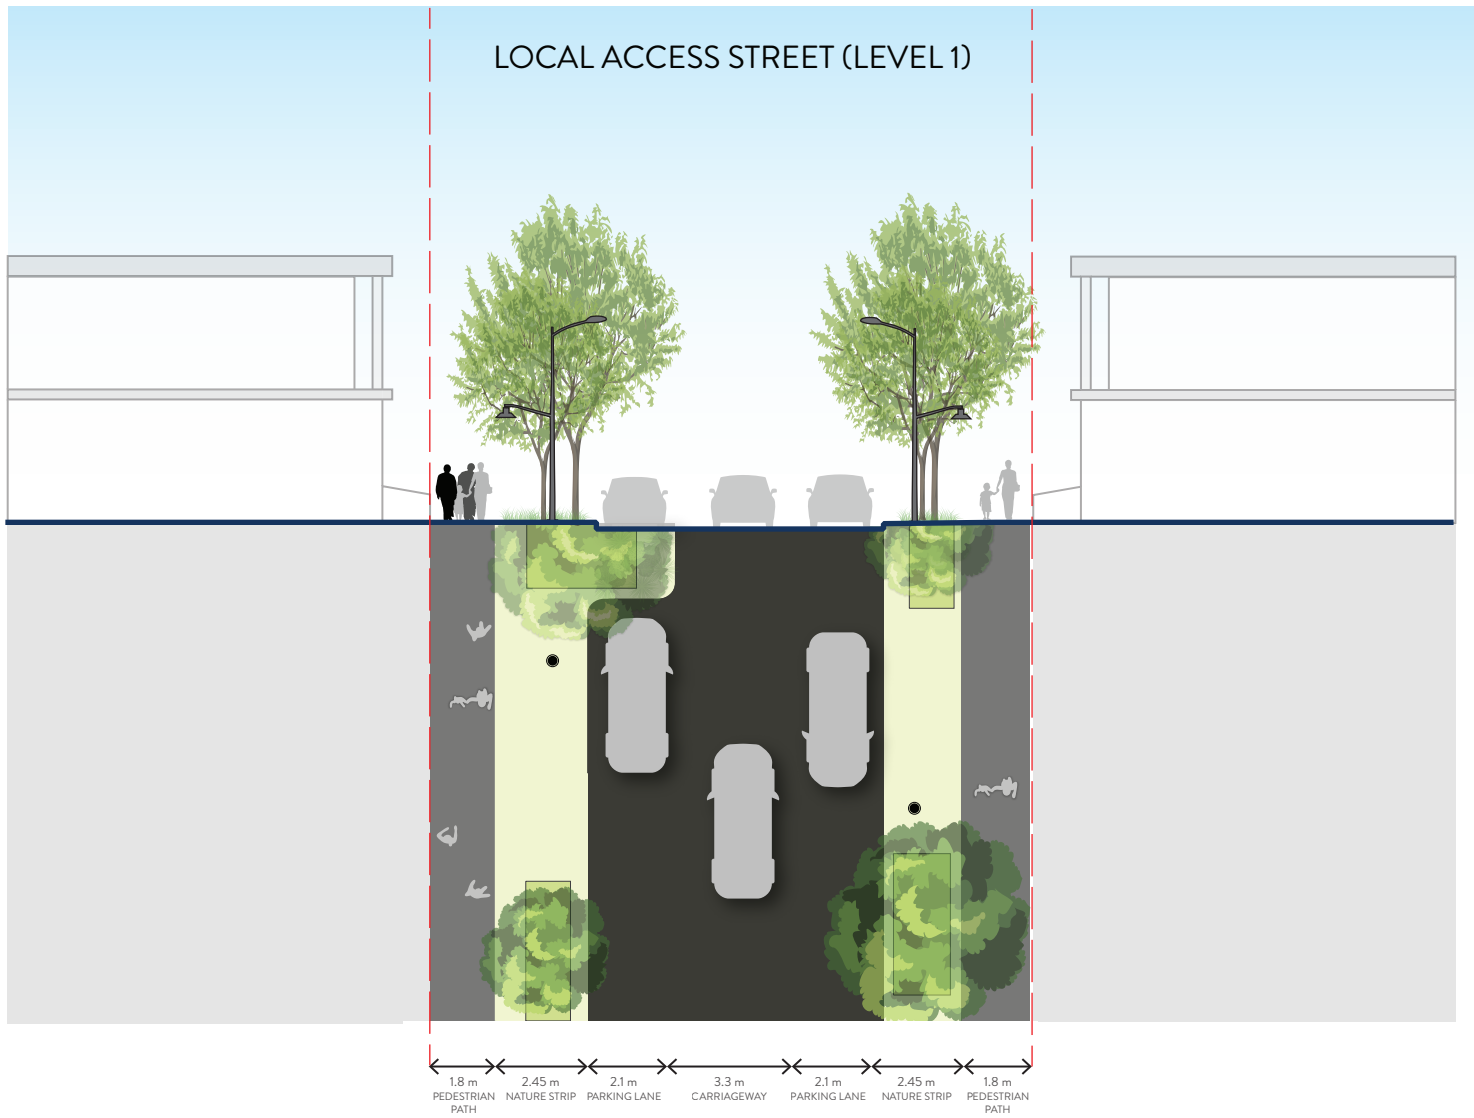 LOCAL ACCESS STREET (LEVEL 1)
1.8 m
PEDESTRIAN
PATH
2.45 m
NATURE STRIP
2.1 m
PARKING LANE
3.3 m
CARRIAGEWAY
2.1 m
PARKING LANE
2.45 m
NATURE STRIP
1.8 m
PEDESTRIAN
PATH